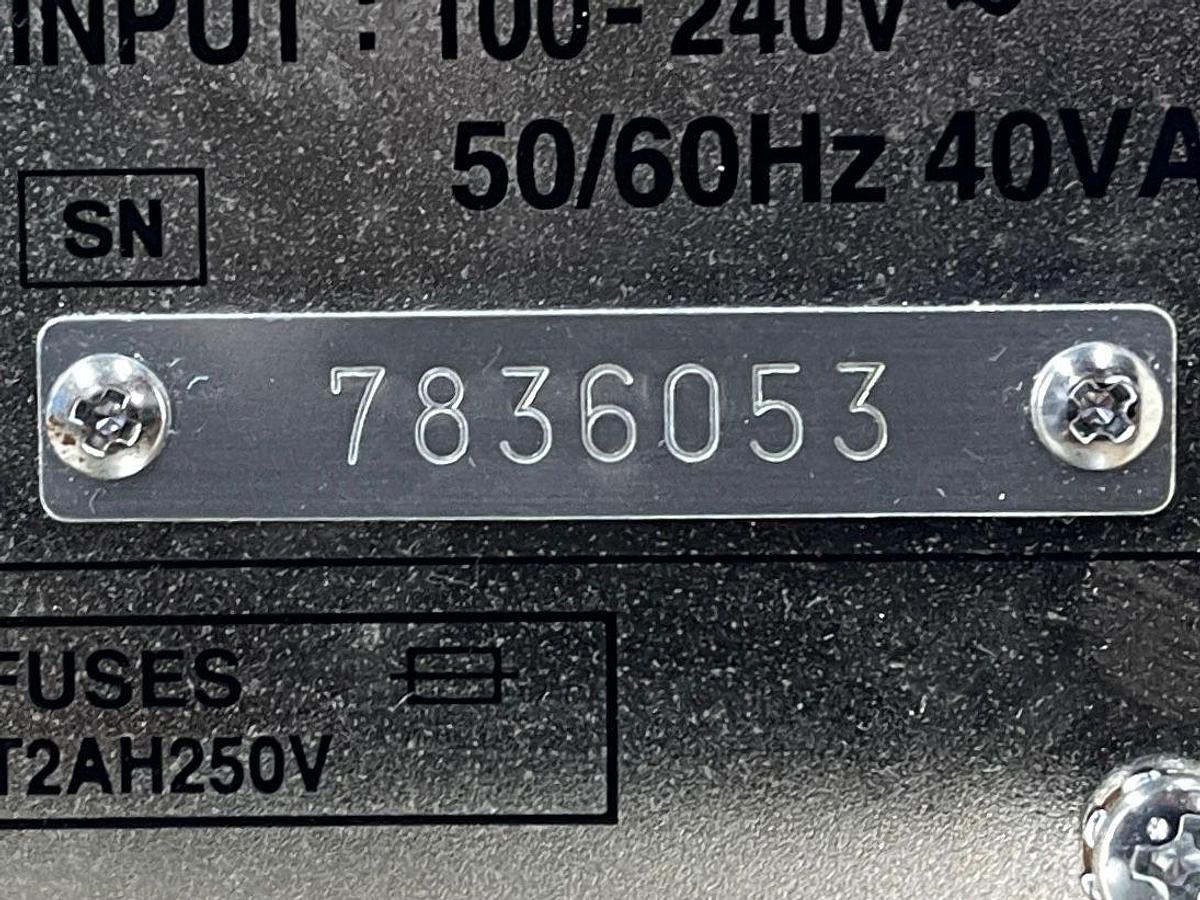 INPUT : 100 - 240V ~
50/60Hz 40VA
SN
7836053
FUSES
T2AH250V